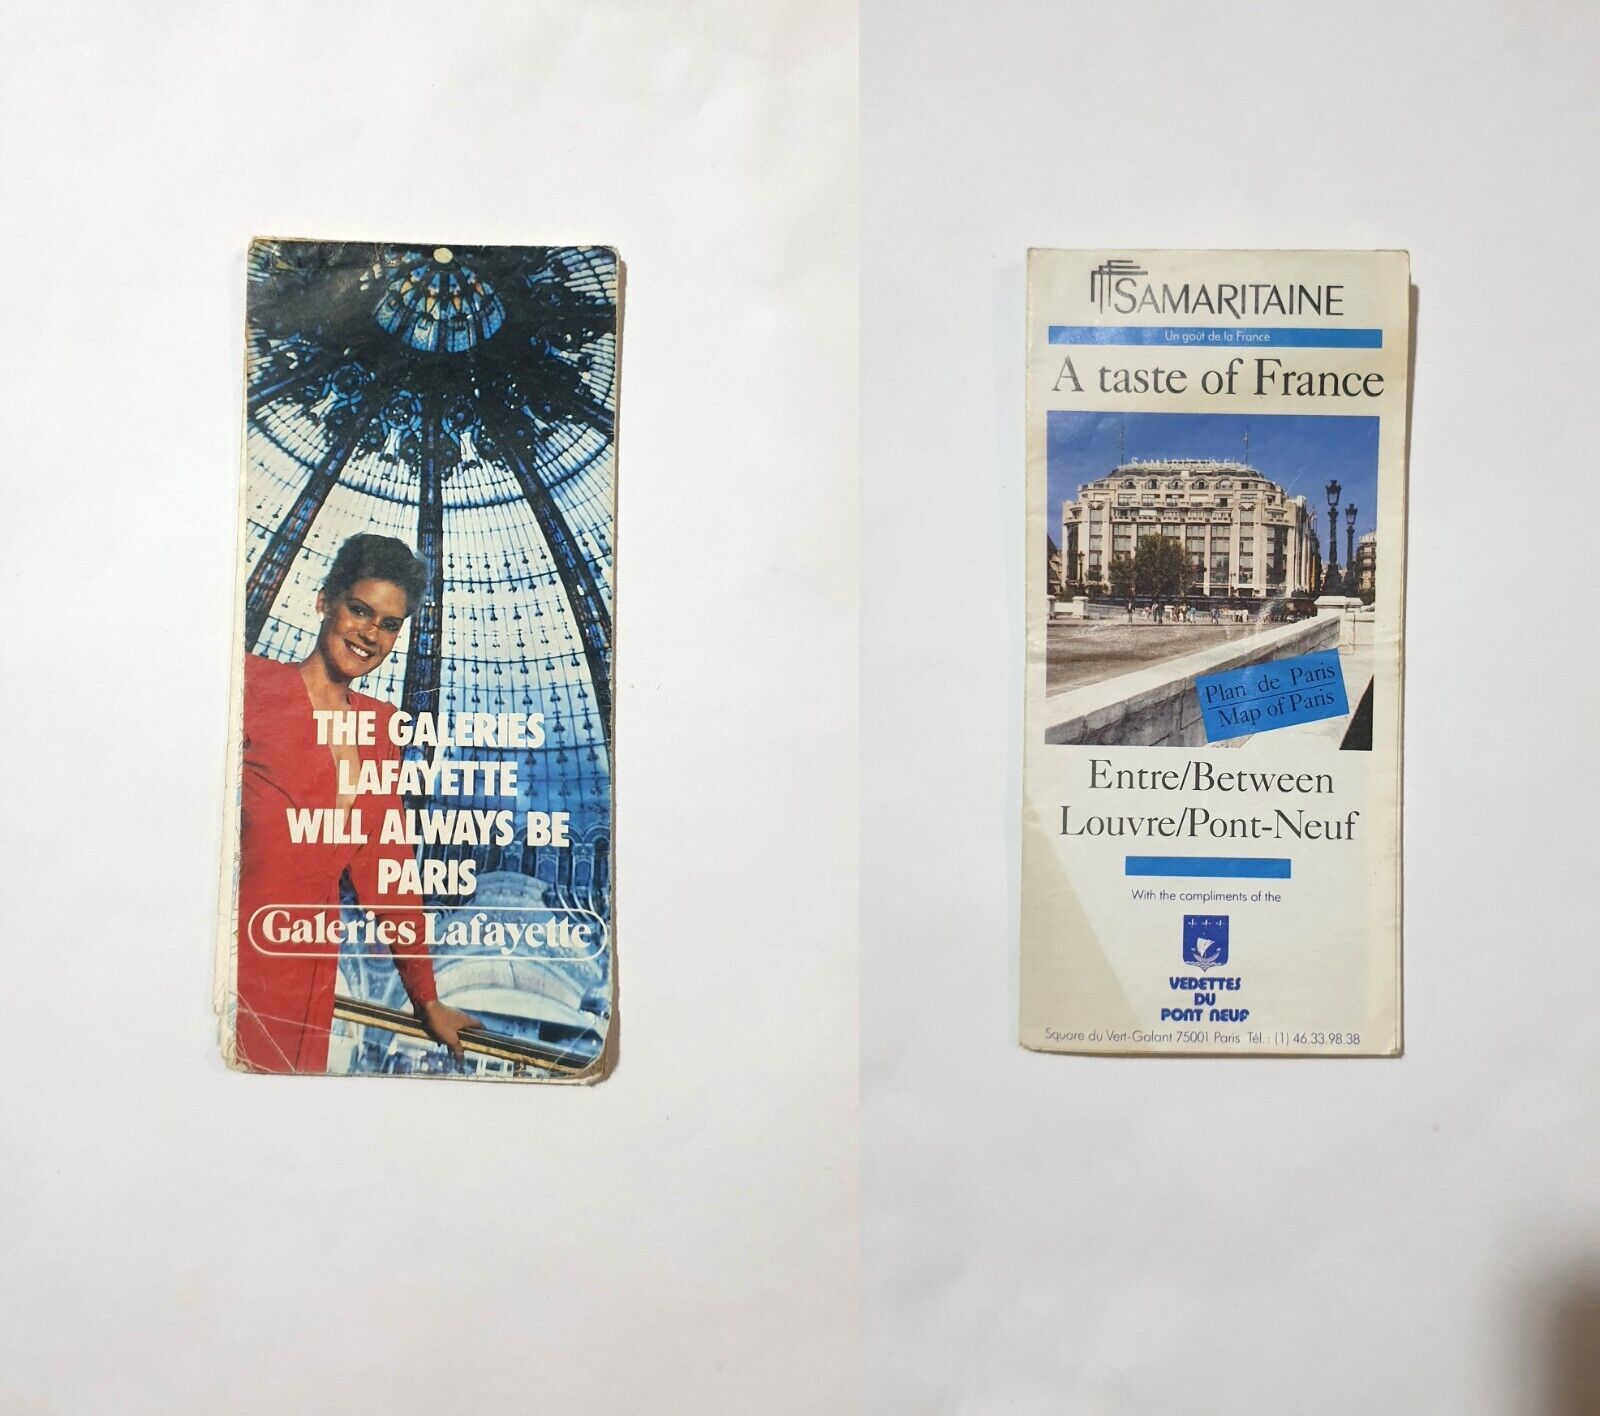 THE GALERIES
LAFAYETTE
WILL ALWAYS BE
PARIS
Galeries Lafayette
SAMARITAINE
Un goût de la France
A taste of France
SAMARITAINE
Plan de Paris
Map of Paris
Entre/Between
Louvre/Pont-Neuf
With the compliments of the
VEDETTES
DU
PONT NEUF
Square du Vert-Galant 75001 Paris Tél. : (1) 46.33.98.38